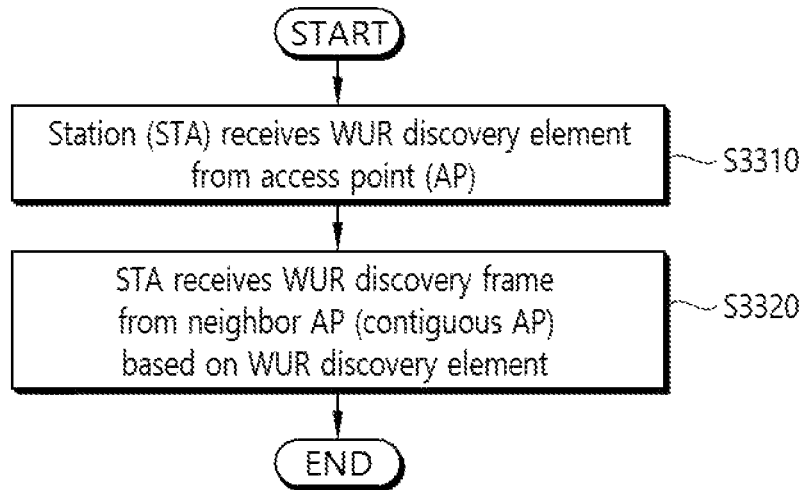 START
Station (STA) receives WUR discovery element
from access point (AP)
S3310
STA receives WUR discovery frame
from neighbor AP (contiguous AP)
based on WUR discovery element
S3320
END